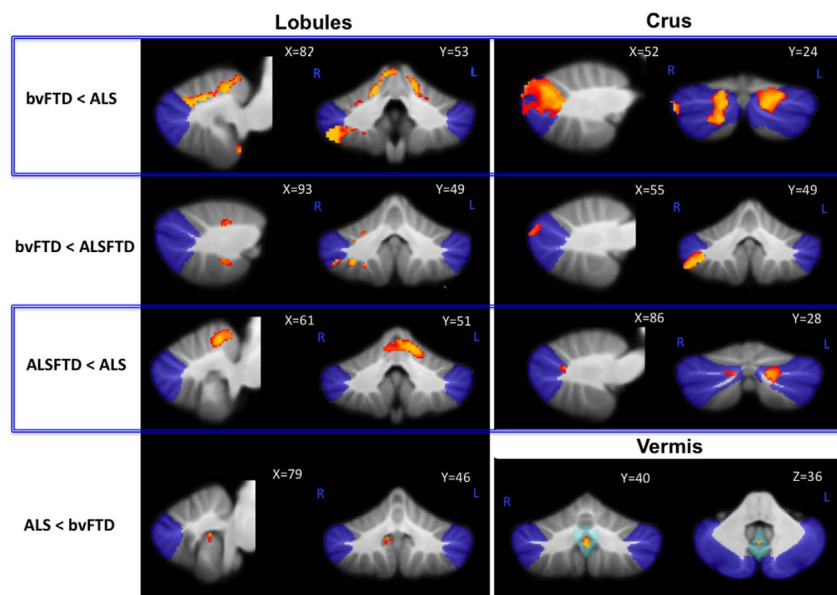 Lobules
Crus
bvFTD < ALS
X=82
Y=53
X=52
Y=24
R
L
R
L
bvFTD < ALSFTD
X=93
Y=49
X=55
Y=49
R
L
R
L
ALSFTD < ALS
X=61
Y=51
X=86
Y=28
R
L
R
L
Vermis
ALS < bvFTD
X=79
Y=46
Y=40
Z=36
R
L
R
L